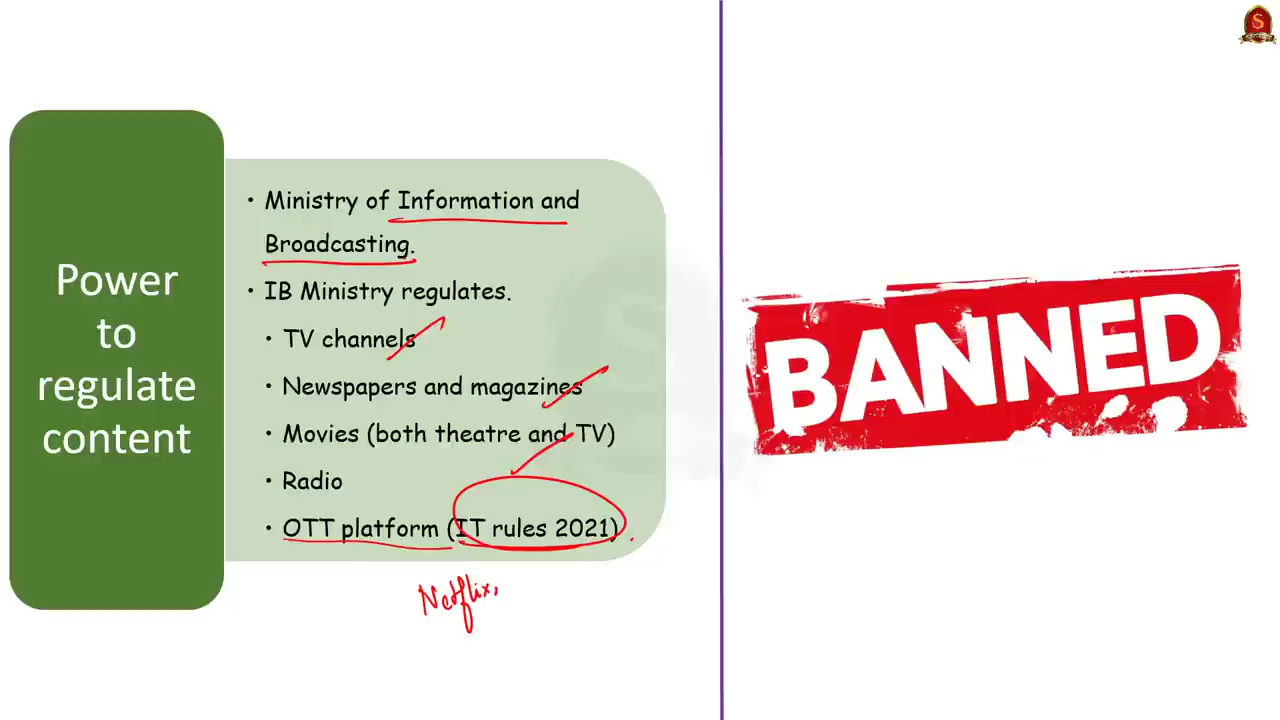 Power
to
regulate
content
• Ministry of Information and
Broadcasting.
• IB Ministry regulates.
• TV channels
• Newspapers and magazines
• Movies (both theatre and TV)
• Radio
• OTT platform (IT rules 2021)
Netflix,
BANNED
S